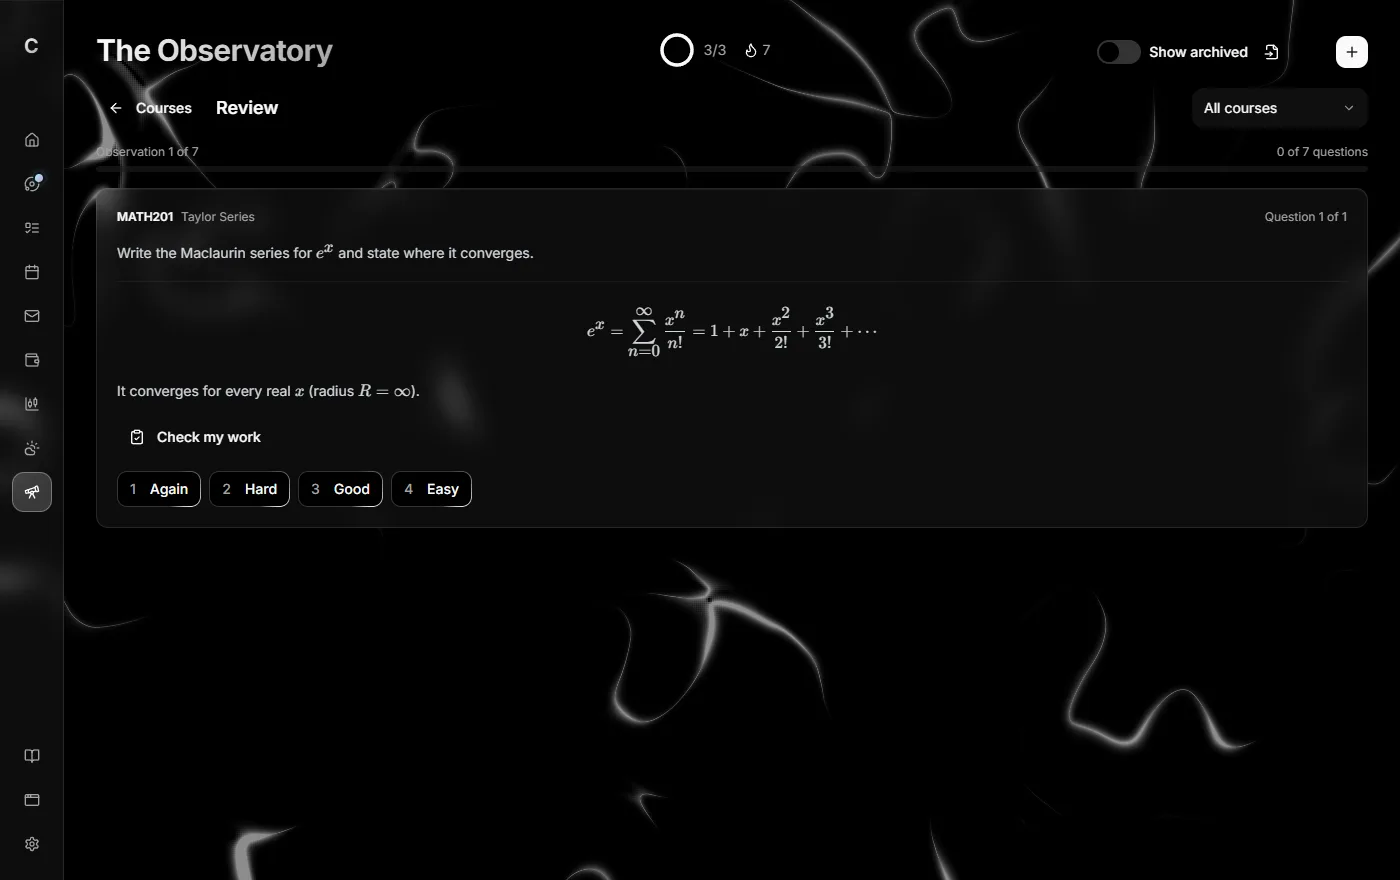 C
The Observatory
3/3
7
Show archived
Courses
Review
All courses
Observation 1 of 7
0 of 7 questions
MATH201 Taylor Series
Question 1 of 1
Write the Maclaurin series for e^x and state where it converges.
e^x = ∑_{n=0}^{∞} x^n/n! = 1 + x + x^2/2! + x^3/3! + ⋯
It converges for every real x (radius R = ∞).
Check my work
1 Again
2 Hard
3 Good
4 Easy